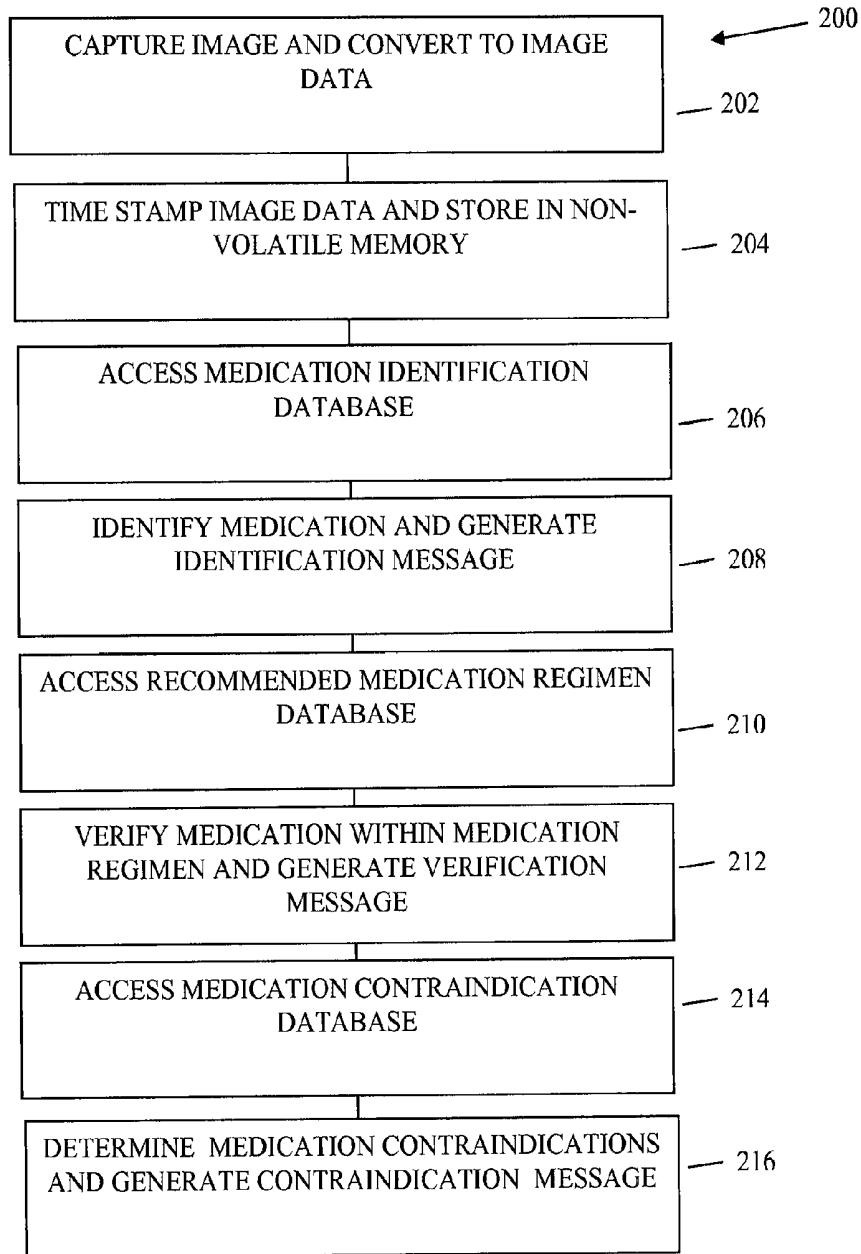 200
CAPTURE IMAGE AND CONVERT TO IMAGE
DATA
202
TIME STAMP IMAGE DATA AND STORE IN NON-
VOLATILE MEMORY
204
ACCESS MEDICATION IDENTIFICATION
DATABASE
206
IDENTIFY MEDICATION AND GENERATE
IDENTIFICATION MESSAGE
208
ACCESS RECOMMENDED MEDICATION REGIMEN
DATABASE
210
VERIFY MEDICATION WITHIN MEDICATION
REGIMEN AND GENERATE VERIFICATION
MESSAGE
212
ACCESS MEDICATION CONTRAINDICATION
DATABASE
214
DETERMINE MEDICATION CONTRAINDICATIONS
AND GENERATE CONTRAINDICATION MESSAGE
216